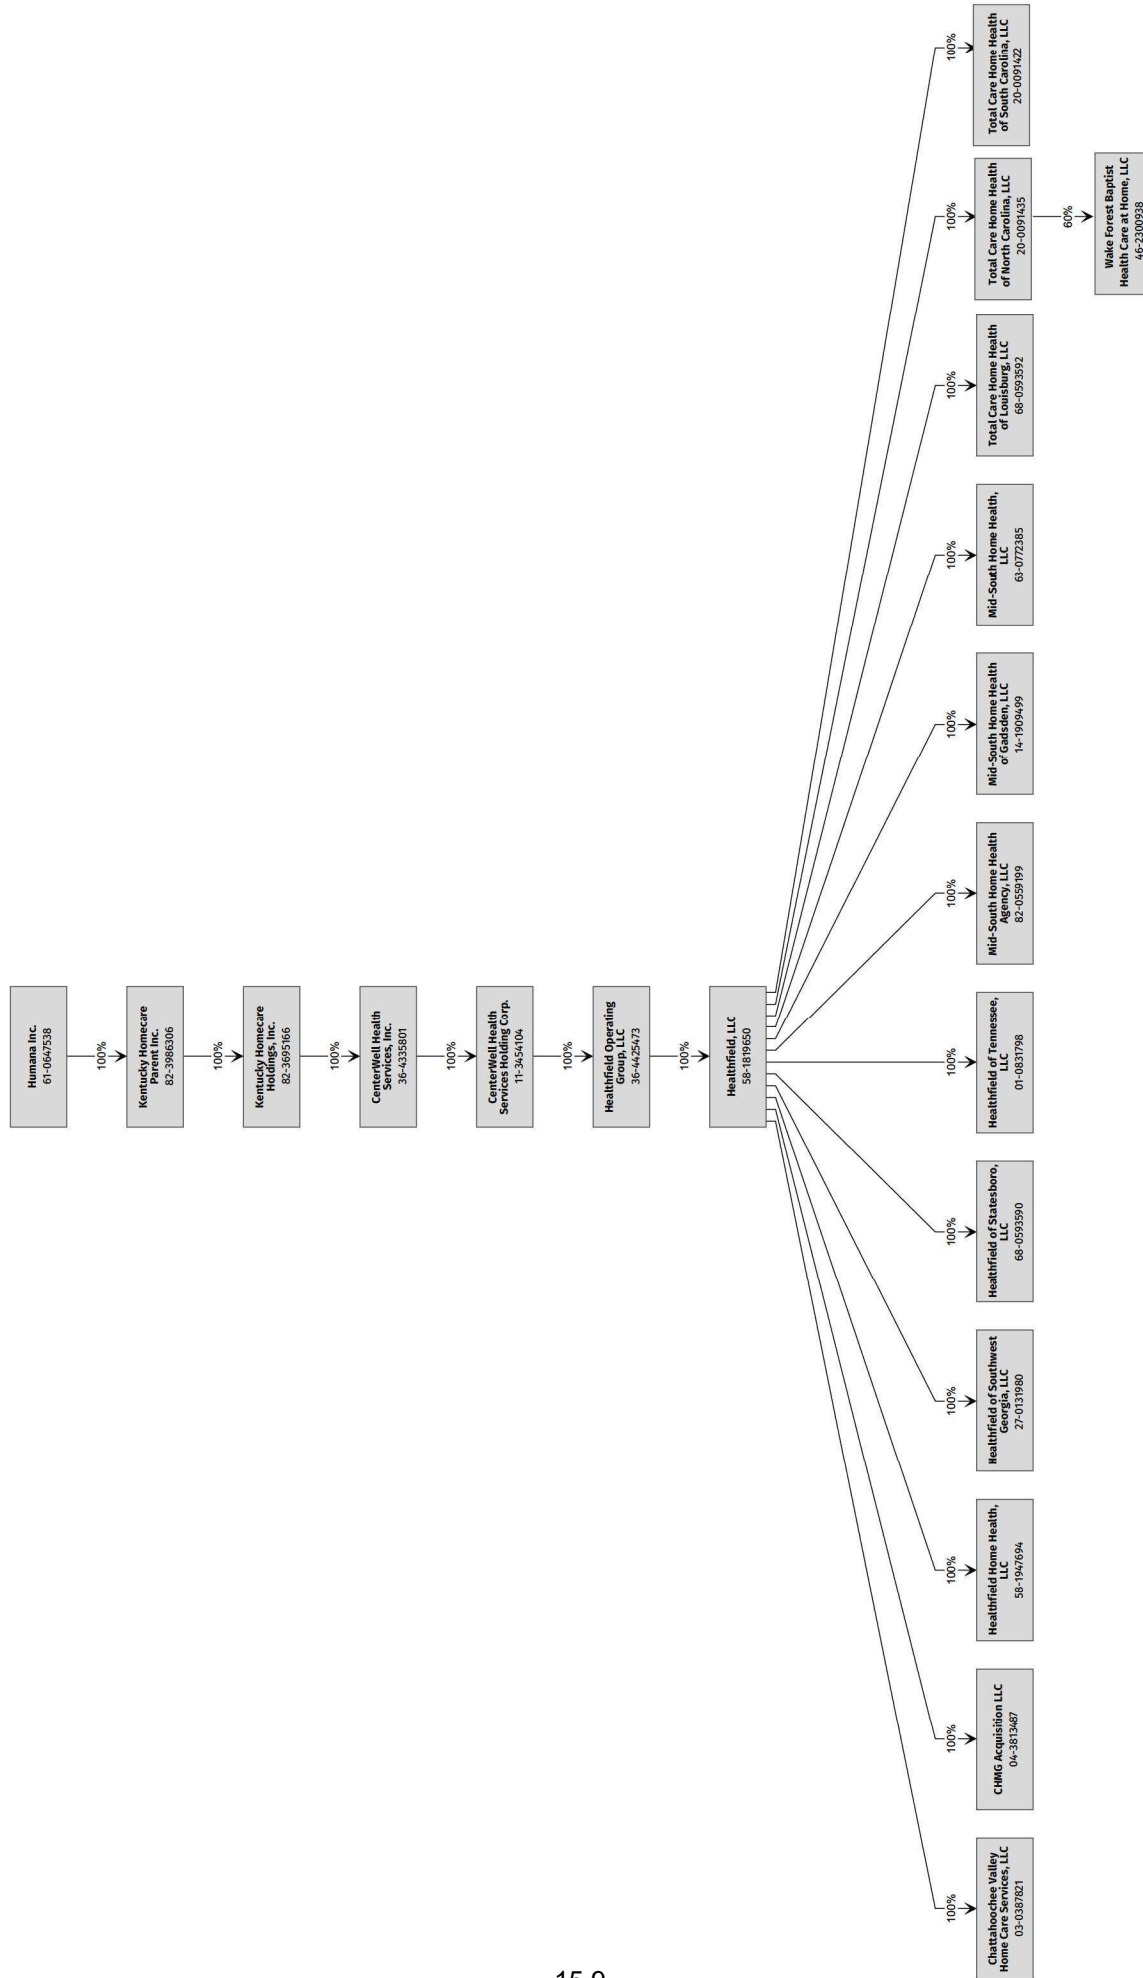 Humana Inc.
61-0647538
100%
Kentucky Homecare
Parent Inc.
82-3986306
100%
Kentucky Homecare
Holdings, Inc.
82-3695166
100%
CenterWell Health
Services, Inc.
36-4335801
100%
CenterWell Health
Services Holding Corp.
11-3454104
100%
Healthfield Operating
Group, LLC
36-4425473
100%
Healthfield, LLC
58-1819650
100%
Chattahoochee Valley
Home Care Services, LLC
03-0387821
100%
CHMG Acquisition LLC
04-3813487
100%
Healthfield Home Health,
LLC
58-1947694
100%
Healthfield of Southwest
Georgia, LLC
27-0131980
100%
Healthfield of Statesboro,
LLC
68-0593590
100%
Healthfield of Tennessee,
LLC
01-0831798
100%
Mid-South Home Health
Agency, LLC
82-0559199
100%
Mid-South Home Health
of Gadsden, LLC
14-1909499
100%
Mid-South Home Health,
LLC
63-0772385
100%
Total Care Home Health
of Louisburg, LLC
68-0593592
100%
Total Care Home Health
of North Carolina, LLC
20-0091435
100%
Total Care Home Health
of South Carolina, LLC
20-0091422
60%
Wake Forest Baptist
Health Care at Home, LLC
46-2300938
15.9